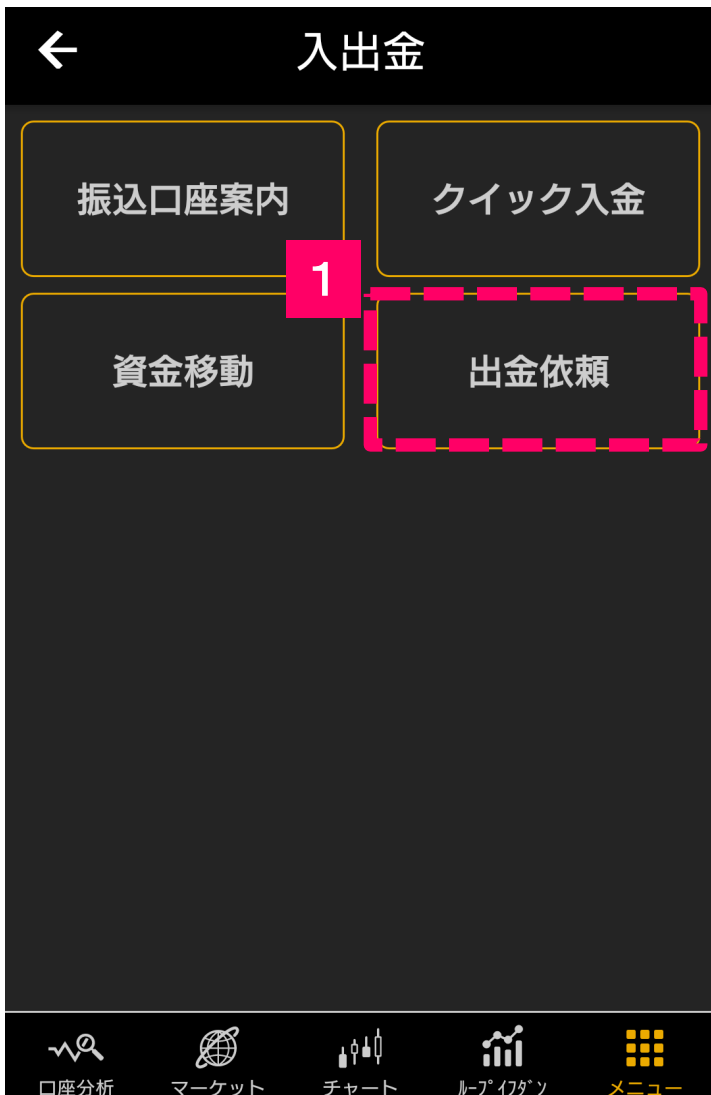 入出金
振込口座案内
クイック入金
1
資金移動
出金依頼
口座分析
マーケット
チャート
ﾙｰﾌﾟｲﾌﾀﾞﾝ
メニュー